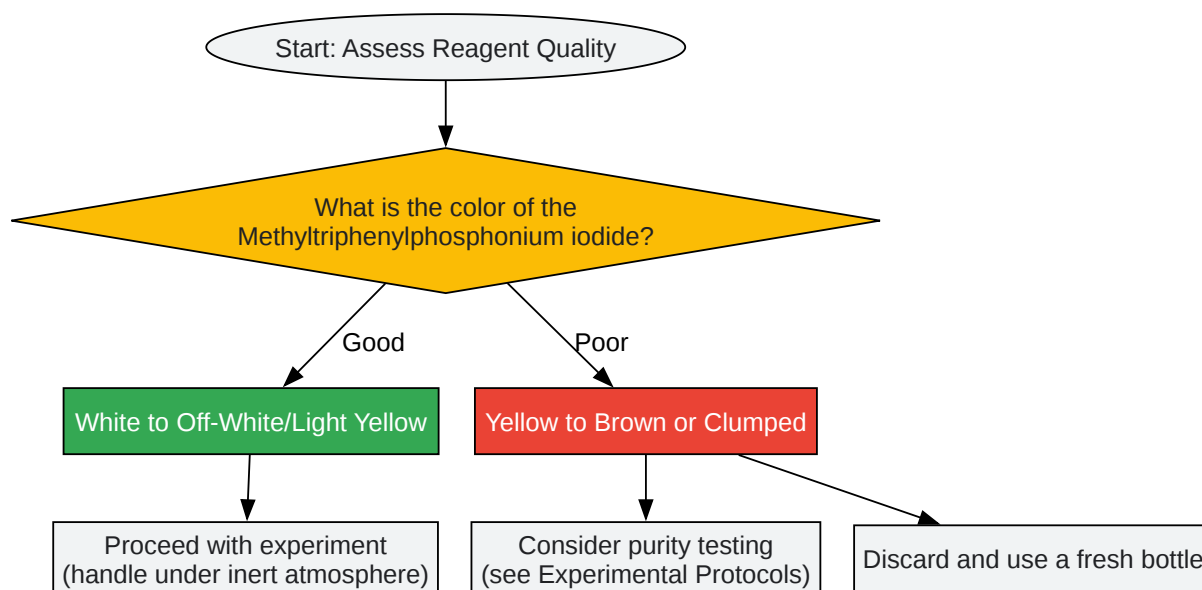 Start: Assess Reagent Quality
What is the color of the
Methyltriphenylphosphonium iodide?
Good
Poor
White to Off-White/Light Yellow
Yellow to Brown or Clumped
Proceed with experiment
(handle under inert atmosphere)
Consider purity testing
(see Experimental Protocols)
Discard and use a fresh bottle